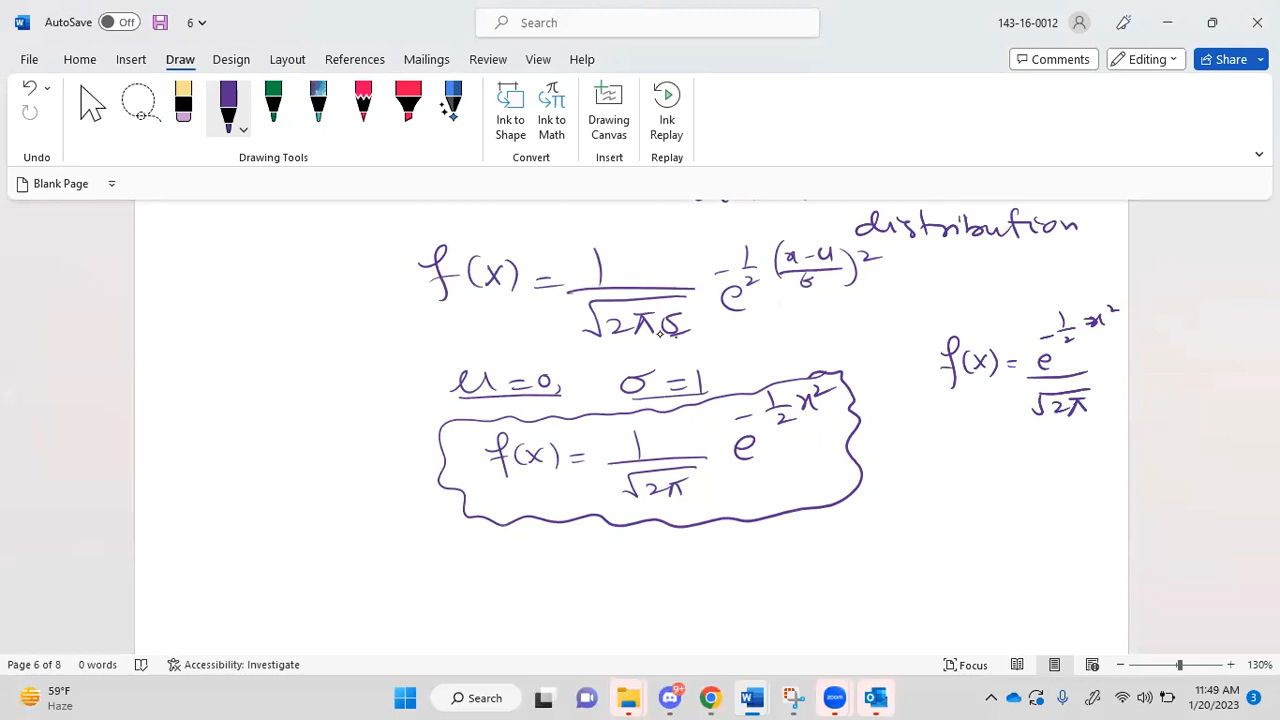 AutoSave Off 6 Search 143-16-0012
File Home Insert Draw Design Layout References Mailings Review View Help Comments Editing Share
Undo
Drawing Tools
Ink to Shape
Ink to Math
Convert
Drawing Canvas
Insert
Ink Replay
Replay
Blank Page
distribution
f(x) = 1/√2πσ e^-1/2 (x-μ/σ)^2
μ = 0, σ = 1
f(x) = 1/√2π e^-1/2 x^2
f(x) = e^-1/2 x^2/√2π
Page 6 of 8 0 words Accessibility: Investigate Focus 130%
59°F
Haze
Search
9+
11:49 AM
1/20/2023
3